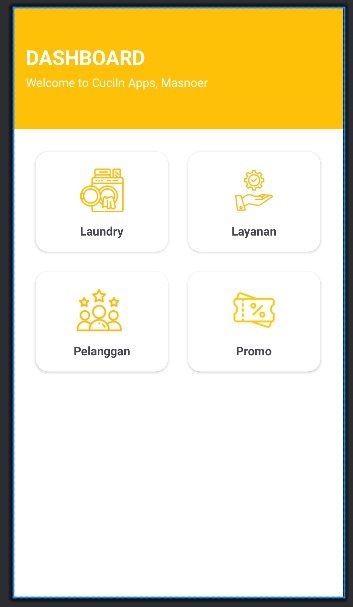 DASHBOARD
Welcome to CuciIn Apps, Masnoer
Laundry
Layanan
Pelanggan
Promo